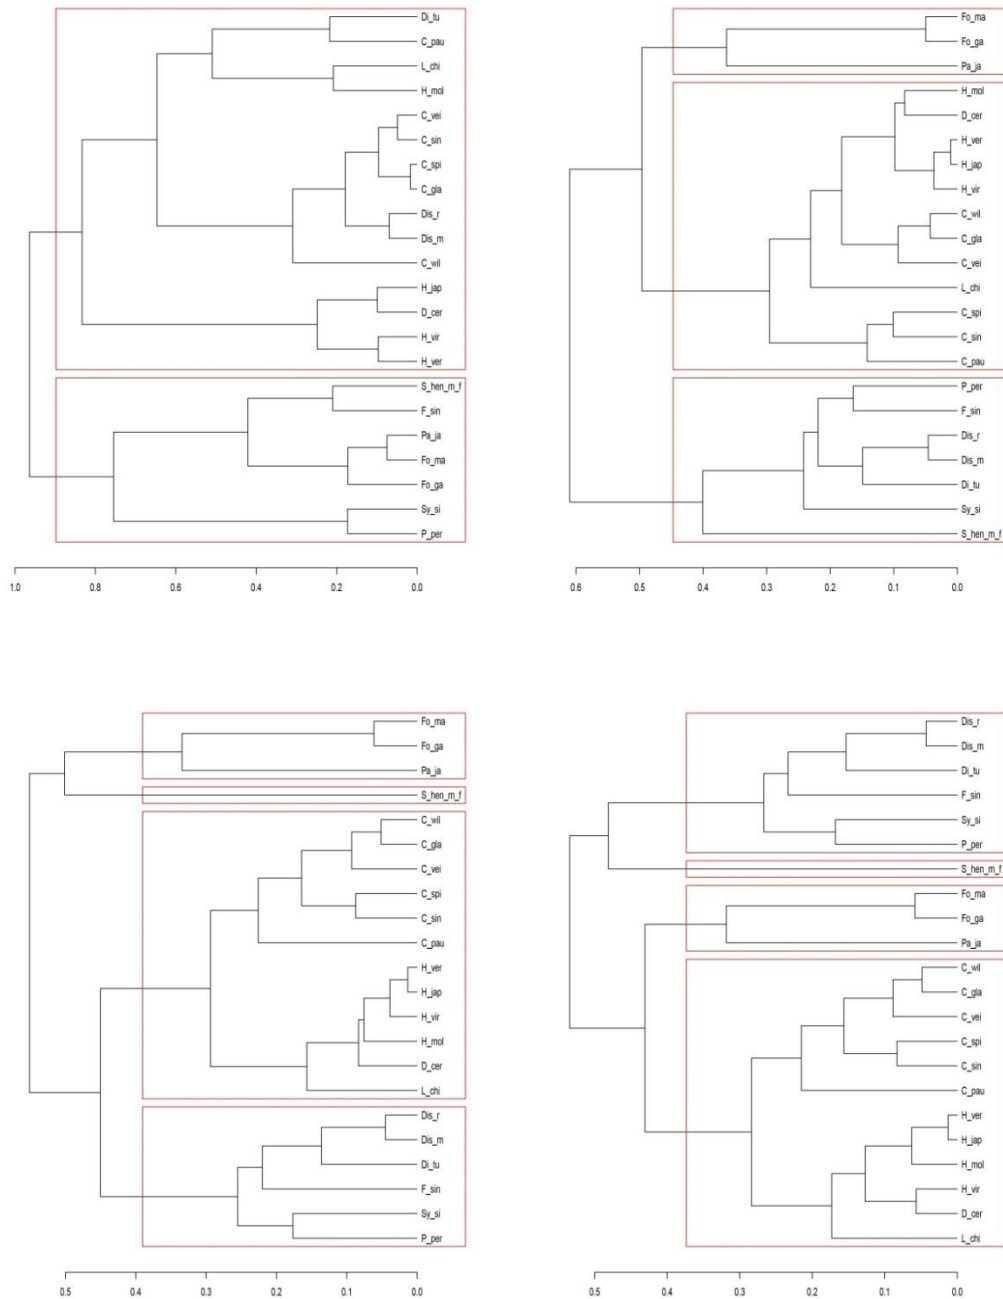 Di_tu
C_pau
L_chi
H_mol
C_vei
C_sin
C_spi
C_gla
Dis_r
Dis_m
C_wil
H_jap
D_cer
H_vir
H_ver
S_hen_m_f
F_sin
Pa_ja
Fo_ma
Fo_ga
Sy_si
P_per
1.0 0.8 0.6 0.4 0.2 0.0
Fo_ma
Fo_ga
Pa_ja
H_mol
D_cer
H_ver
H_jap
H_vir
C_wil
C_gla
C_vei
L_chi
C_spi
C_sin
C_pau
P_per
F_sin
Dis_r
Dis_m
Di_tu
Sy_si
S_hen_m_f
0.6 0.5 0.4 0.3 0.2 0.1 0.0
Fo_ma
Fo_ga
Pa_ja
S_hen_m_f
C_wil
C_gla
C_vei
C_spi
C_sin
C_pau
H_ver
H_jap
H_vir
H_mol
D_cer
L_chi
Dis_r
Dis_m
Di_tu
F_sin
Sy_si
P_per
0.5 0.4 0.3 0.2 0.1 0.0
Dis_r
Dis_m
Di_tu
F_sin
Sy_si
P_per
S_hen_m_f
Fo_ma
Fo_ga
Pa_ja
C_wil
C_gla
C_vei
C_spi
C_sin
C_pau
H_ver
H_jap
H_mol
H_vir
D_cer
L_chi
0.5 0.4 0.3 0.2 0.1 0.0